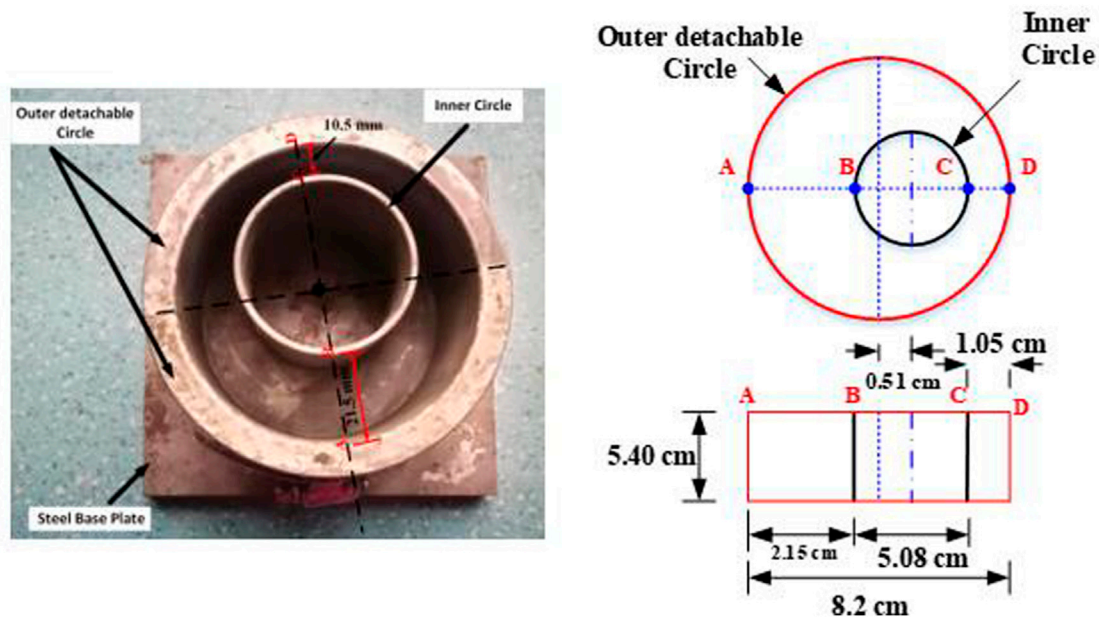 Outer detachable
Circle
Inner Circle
10.5 mm
21.5 mm
Steel Base Plate
Outer detachable
Circle
Inner
Circle
A
B
C
D
1.05 cm
0.51 cm
A
B
C
D
5.40 cm
2.15 cm
5.08 cm
8.2 cm